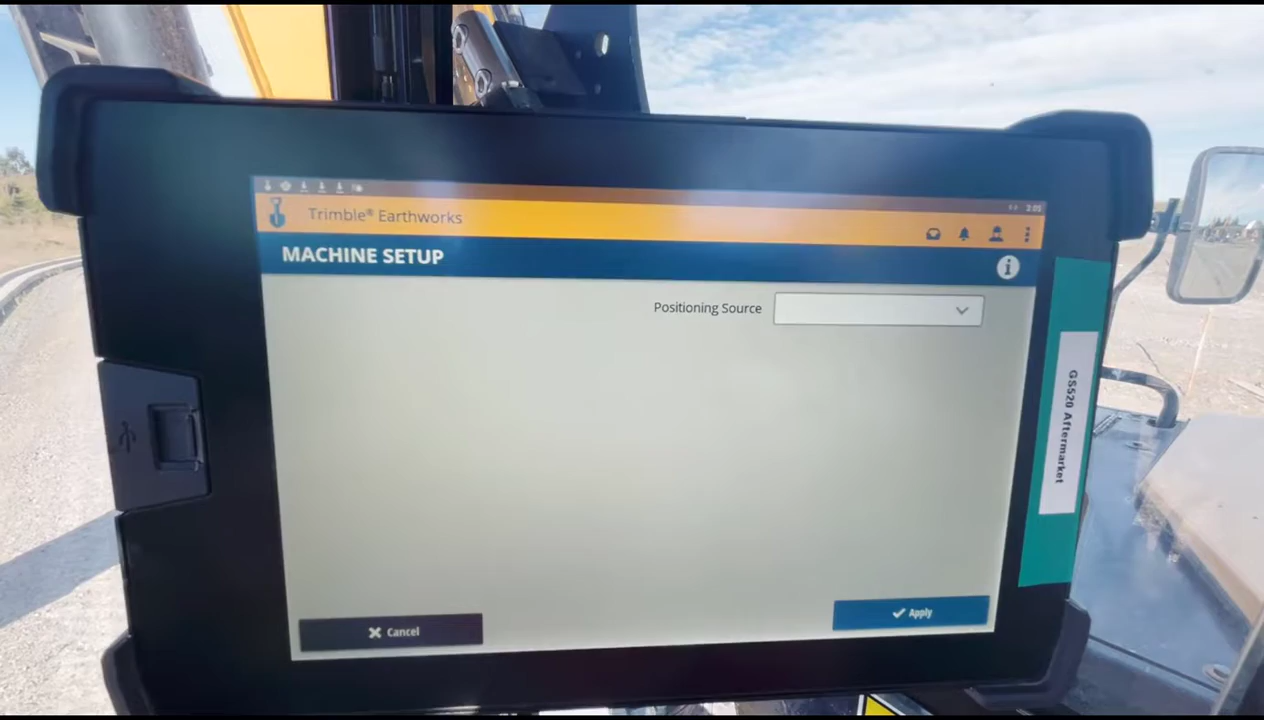 2:05
Trimble® Earthworks
MACHINE SETUP
Positioning Source
GS520 Aftermarket
Cancel
Apply